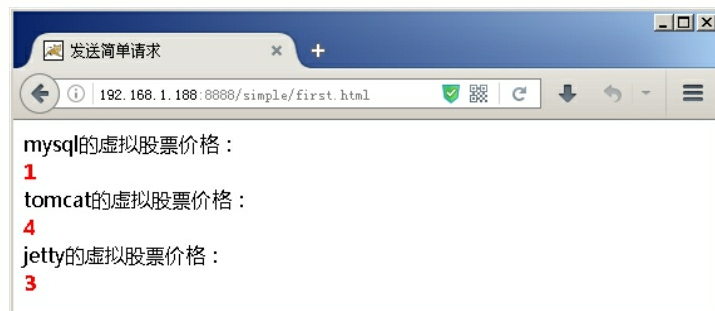 发送简单请求
192.168.1.188:8888/simple/first.html
mysql的虚拟股票价格：
1
tomcat的虚拟股票价格：
4
jetty的虚拟股票价格：
3